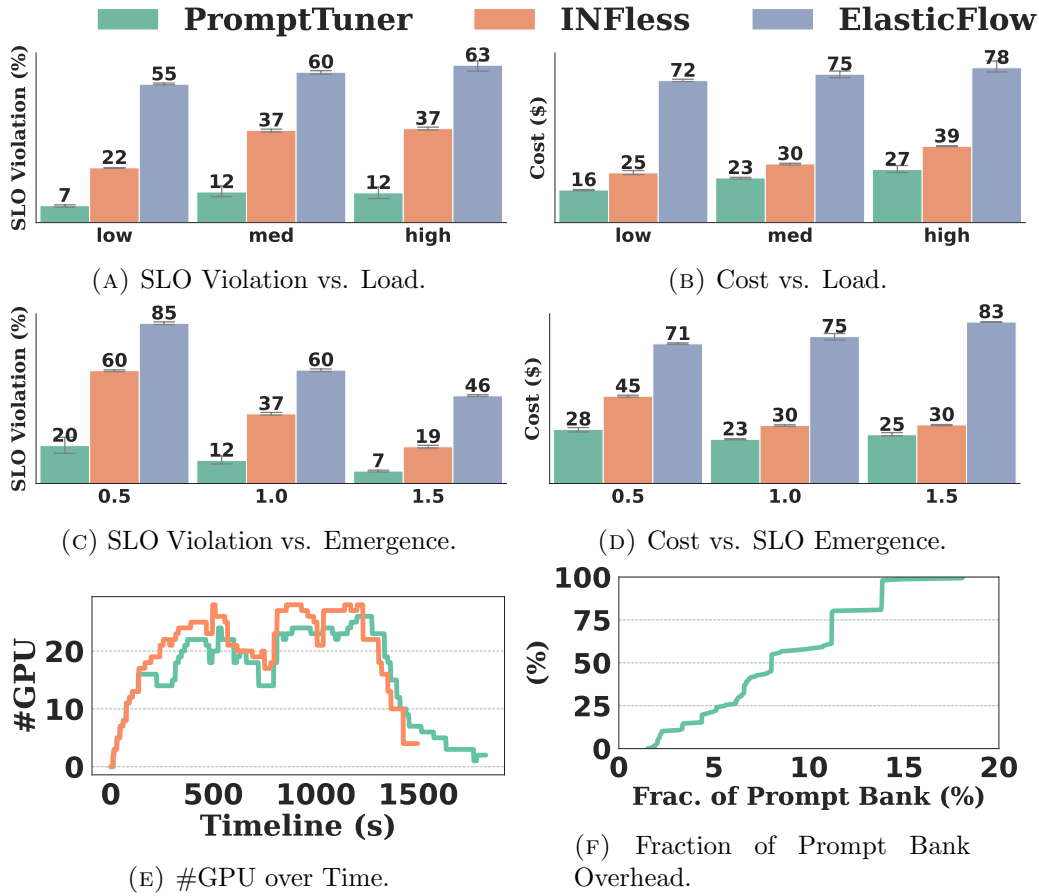 PromptTuner INFless ElasticFlow
SLO Violation (%)
7 22 55 12 37 60 12 37 63
low med high
(A) SLO Violation vs. Load.
Cost ($)
16 25 72 23 30 75 27 39 78
low med high
(B) Cost vs. Load.
SLO Violation (%)
20 60 85 12 37 60 7 19 46
0.5 1.0 1.5
(C) SLO Violation vs. Emergence.
Cost ($)
28 45 71 23 30 75 25 30 83
0.5 1.0 1.5
(D) Cost vs. SLO Emergence.
#GPU
20
10
0
0 500 1000 1500
Timeline (s)
(E) #GPU over Time.
(%)
100
75
50
25
0
0 5 10 15 20
Frac. of Prompt Bank (%)
(F) Fraction of Prompt Bank
Overhead.